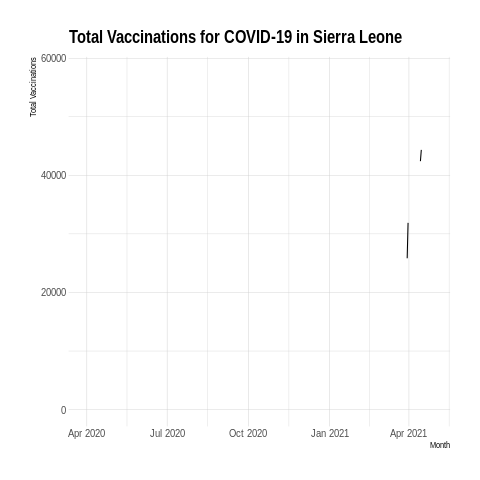 Total Vaccinations for COVID-19 in Sierra Leone
Total Vaccinations
60000
40000
20000
0
Apr 2020 Jul 2020 Oct 2020 Jan 2021 Apr 2021
Month